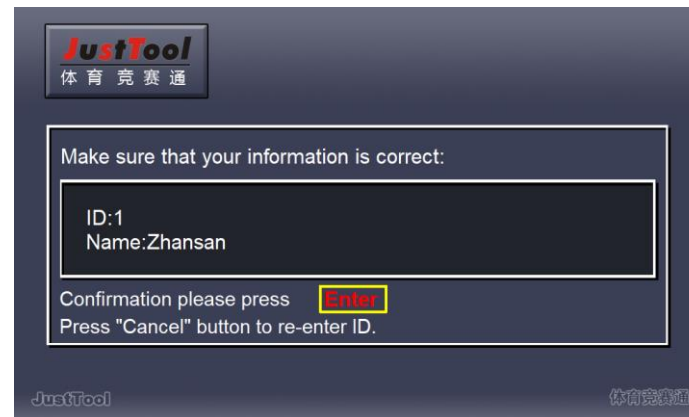 JustTool
体育竞赛通
Make sure that your information is correct:
ID:1
Name:Zhansan
Confirmation please press Enter
Press "Cancel" button to re-enter ID.
JustTool
体育竞赛通